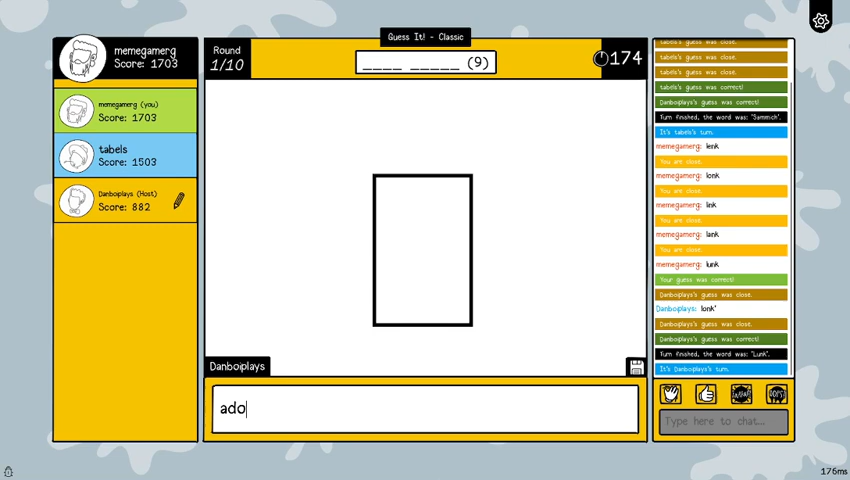 Guess It! - Classic
memegamerg
Score: 1703
memegamerg (you)
Score: 1703
tabels
Score: 1503
Danboiplays (Host)
Score: 882
Round
1/10
____ _____ (9)
174
Danboiplays
ado
tabels's guess was close.
tabels's guess was close.
tabels's guess was close.
tabels's guess was correct!
Danboiplays's guess was correct!
Turn finished, the word was: "Sammich".
It's tabels's turn.
memegamerg: lenk
You are close.
memegamerg: lonk
You are close.
memegamerg: link
You are close.
memegamerg: lank
You are close.
memegamerg: lunk
Your guess was correct!
Danboiplays's guess was close.
Danboiplays: lonk'
Danboiplays's guess was close.
Danboiplays's guess was correct!
Turn finished, the word was: "Lunk".
It's Danboiplays's turn.
OOPS!
Type here to chat...
176ms